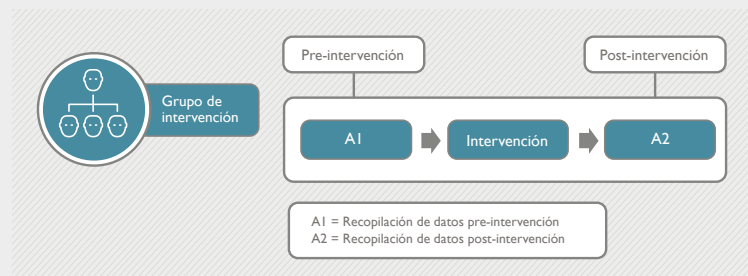 Pre-intervención
Post-intervención
Grupo de
intervención
A1
Intervención
A2
A1 = Recopilación de datos pre-intervención
A2 = Recopilación de datos post-intervención